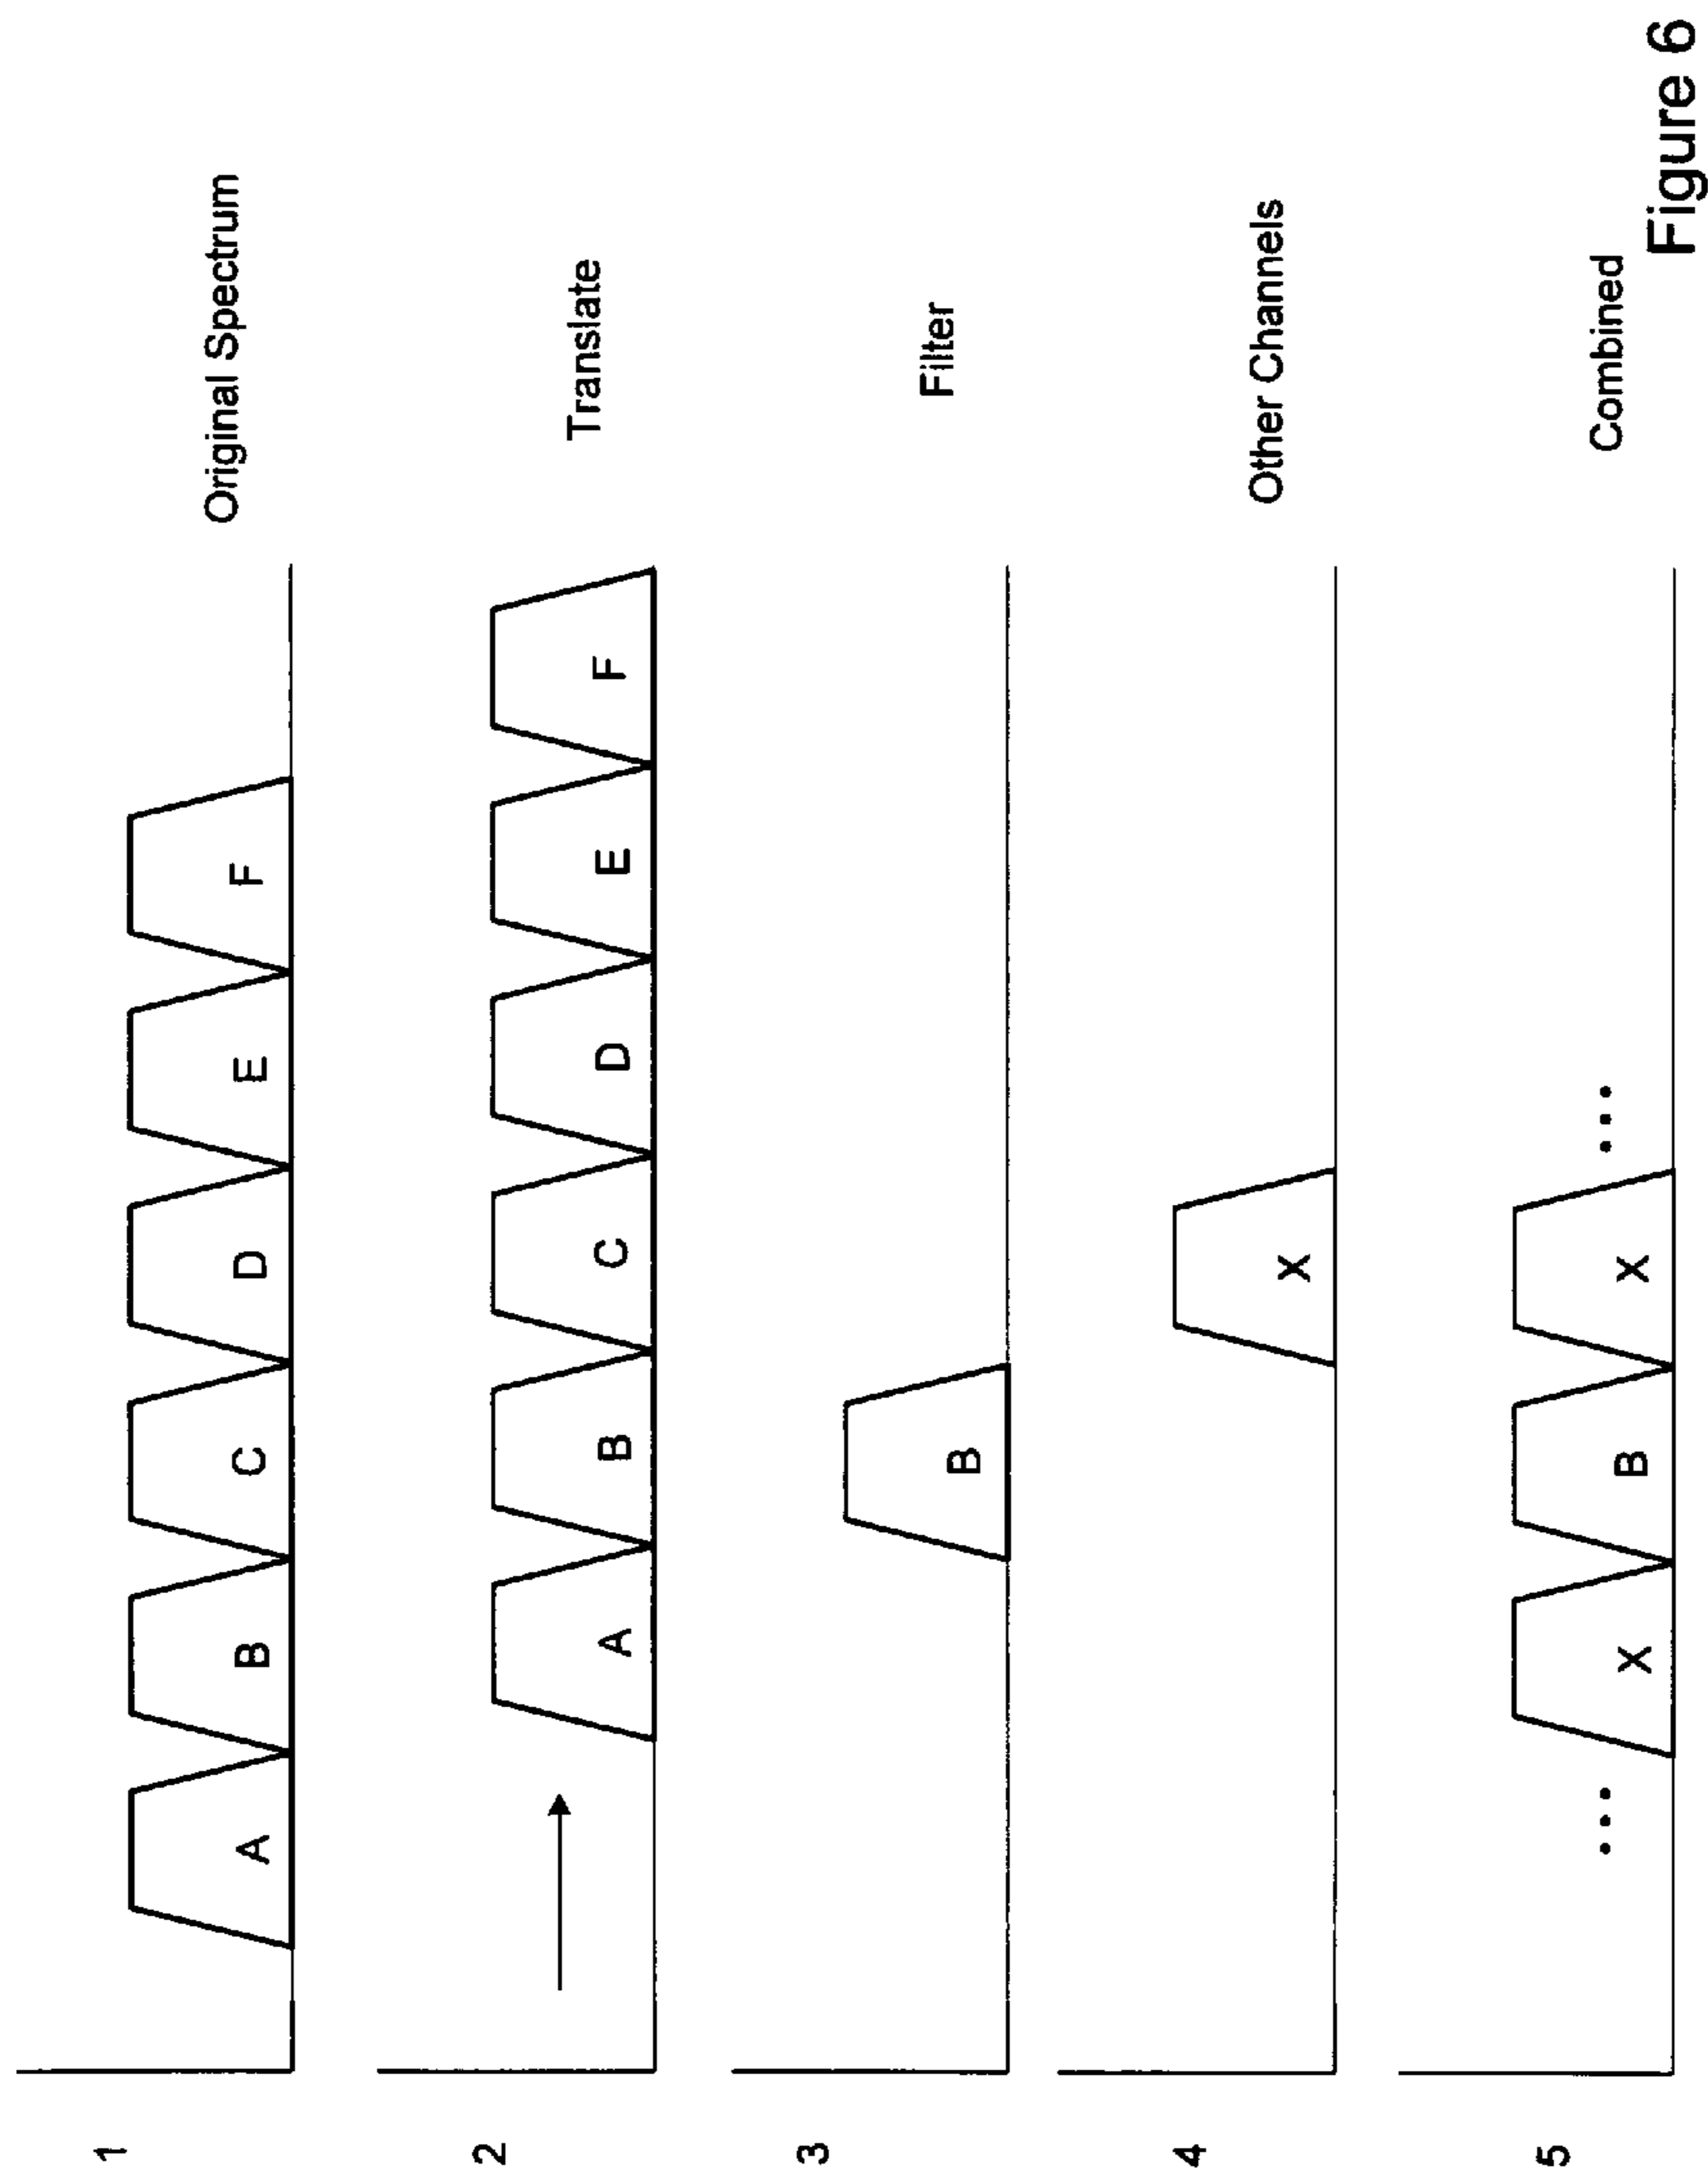 1
A B C D E F
Original Spectrum
2
A B C D E F
Translate
3
B
Filter
4
X
Other Channels
5
... X B X ...
Combined
Figure 6